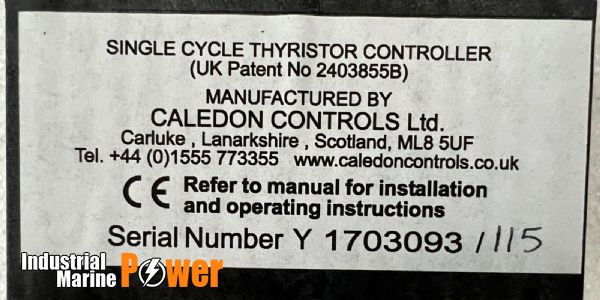 SINGLE CYCLE THYRISTOR CONTROLLER
(UK Patent No 2403855B)
MANUFACTURED BY
CALEDON CONTROLS Ltd.
Carluke , Lanarkshire , Scotland, ML8 5UF
Tel. +44 (0)1555 773355 www.caledoncontrols.co.uk
CE Refer to manual for installation
and operating instructions
Serial Number Y 1703093 / 115
Industrial
Marine Power